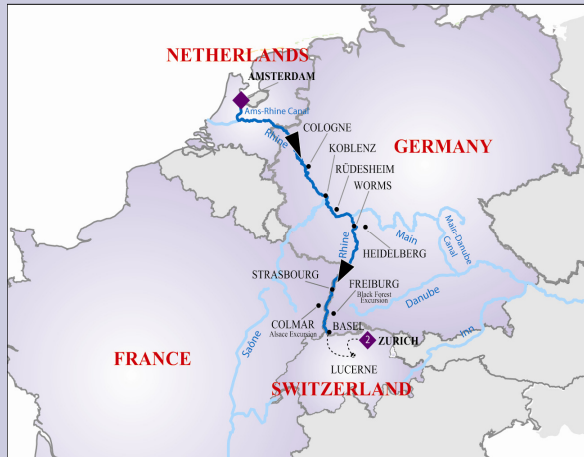 NETHERLANDS
AMSTERDAM
Ams-Rhine Canal
Rhine
COLOGNE
KOBLENZ
GERMANY
RÜDESHEIM
WORMS
Main
Main-Danube
Canal
Rhine
HEIDELBERG
STRASBOURG
FREIBURG
Black Forest
Excursion
Danube
COLMAR
Alsace Excursion
BASEL
Inn
Saône
2
ZURICH
FRANCE
LUCERNE
SWITZERLAND